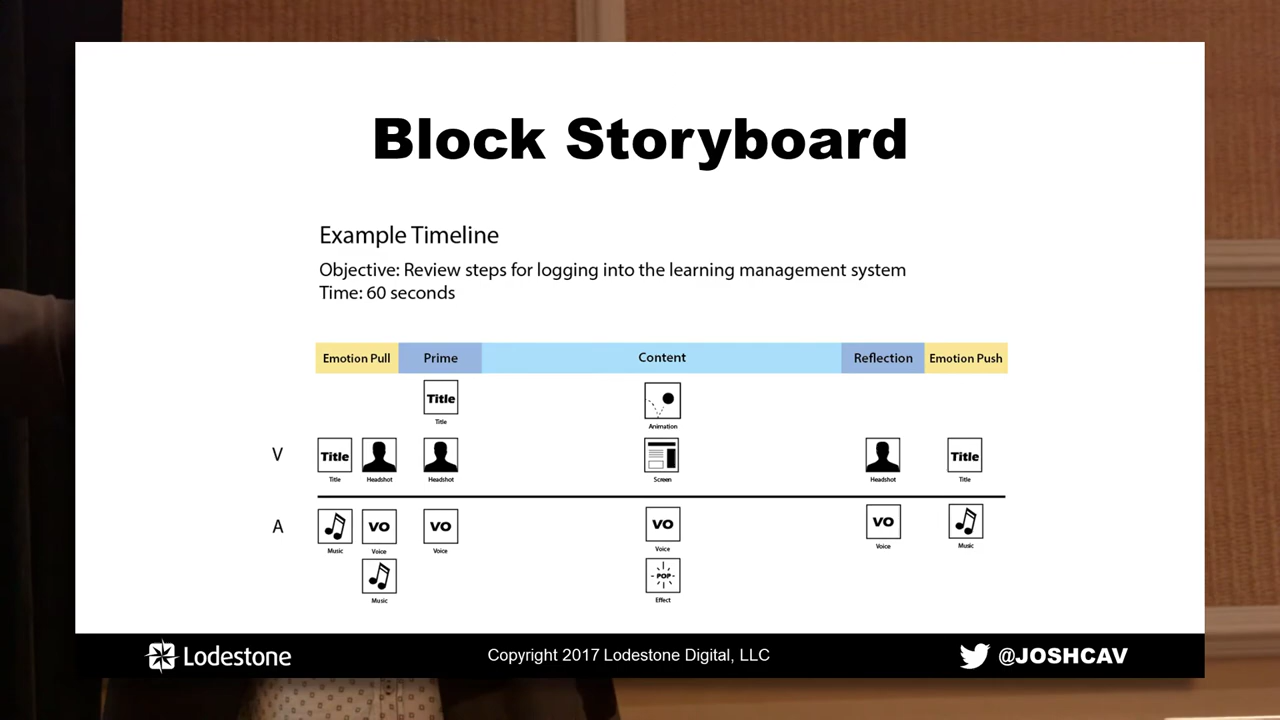 Block Storyboard
Example Timeline
Objective: Review steps for logging into the learning management system
Time: 60 seconds
Emotion Pull Prime Content Reflection Emotion Push
Title
Title
Animation
V
Title
Title
Headshot
Headshot
Screen
Headshot
Title
Title
A
Music
VO
Voice
VO
Voice
VO
Voice
VO
Voice
Music
Music
POP
Effect
Lodestone
Copyright 2017 Lodestone Digital, LLC
@JOSHCAV